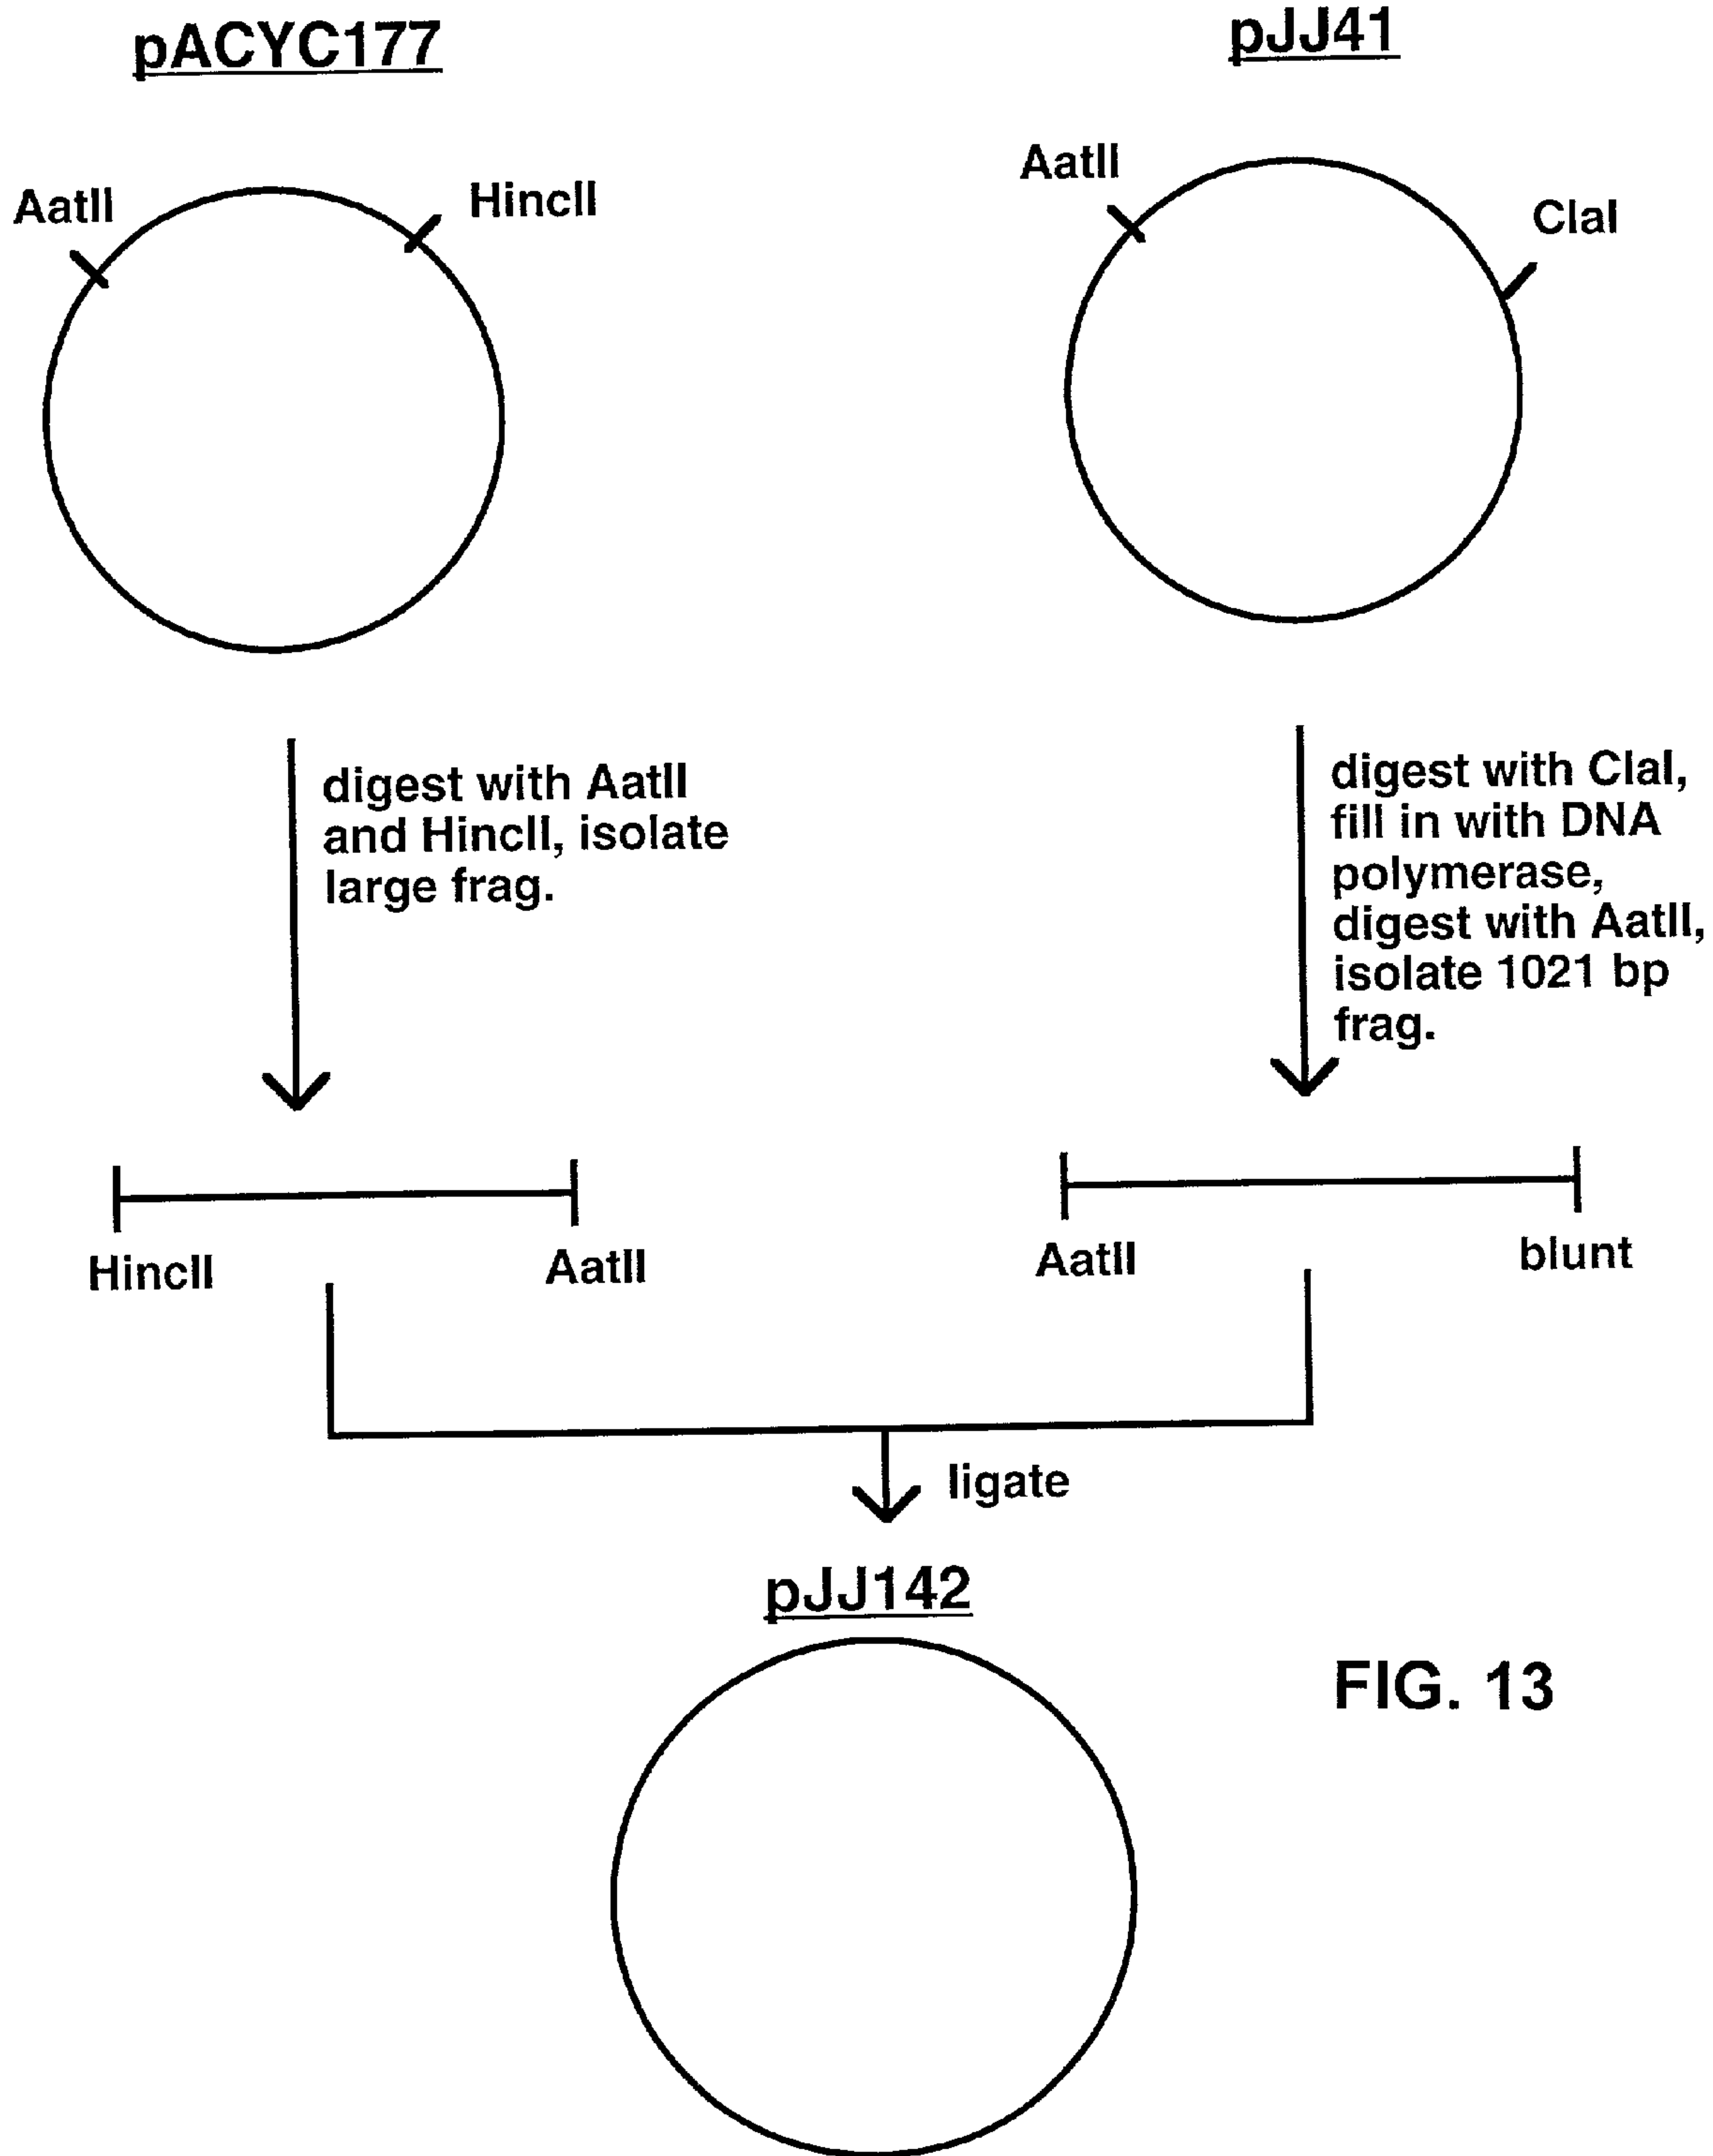 pACYC177
pJJ41
AatII
HincII
AatII
ClaI
digest with AatII
and HincII, isolate
large frag.
digest with ClaI,
fill in with DNA
polymerase,
digest with AatII,
isolate 1021 bp
frag.
HincII
AatII
AatII
blunt
ligate
pJJ142
FIG. 13